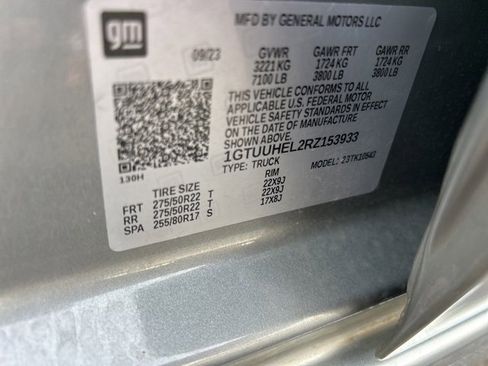 gm
MFD BY GENERAL MOTORS LLC
09/23 GVWR GAWR FRT GAWR RR
3221 KG 1724 KG 1724 KG
7100 LB 3800 LB 3800 LB
THIS VEHICLE CONFORMS TO ALL
APPLICABLE U.S. FEDERAL MOTOR
VEHICLE SAFETY STANDARDS IN
EFFECT ON THE DATE OF MANUFACTURE
SHOWN ABOVE.
1GTUUHEL2RZ153933
TYPE: TRUCK MODEL: 23TK10543
130H
TIRE SIZE RIM
FRT 275/50R22 T 22X9J
RR 275/50R22 T 22X9J
SPA 255/80R17 S 17X8J